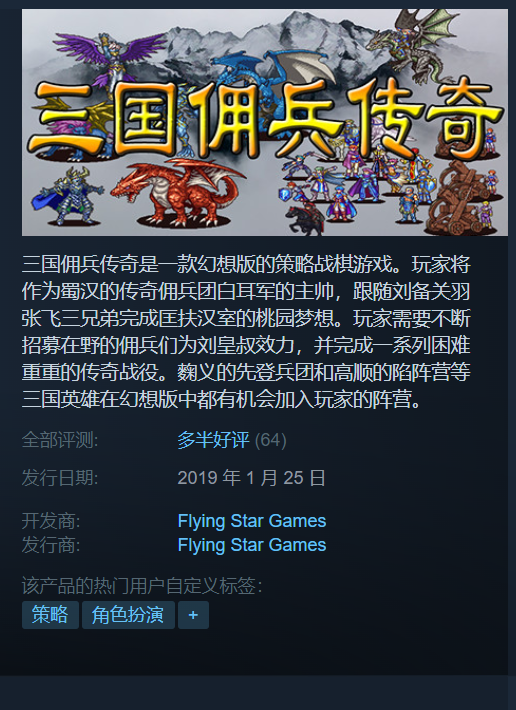 三国佣兵传奇
三国佣兵传奇是一款幻想版的策略战棋游戏。玩家将
作为蜀汉的传奇佣兵团白耳军的主帅，跟随刘备关羽
张飞三兄弟完成匡扶汉室的桃园梦想。玩家需要不断
招募在野的佣兵们为刘皇叔效力，并完成一系列困难
重重的传奇战役。麴义的先登兵团和高顺的陷阵营等
三国英雄在幻想版中都有机会加入玩家的阵营。
全部评测: 多半好评 (64)
发行日期: 2019 年 1 月 25 日
开发商: Flying Star Games
发行商: Flying Star Games
该产品的热门用户自定义标签:
策略 角色扮演 +